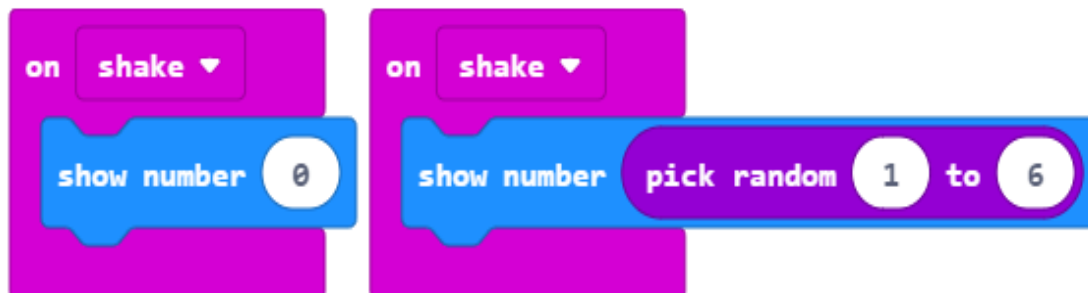 on shake
show number 0
on shake
show number pick random 1 to 6